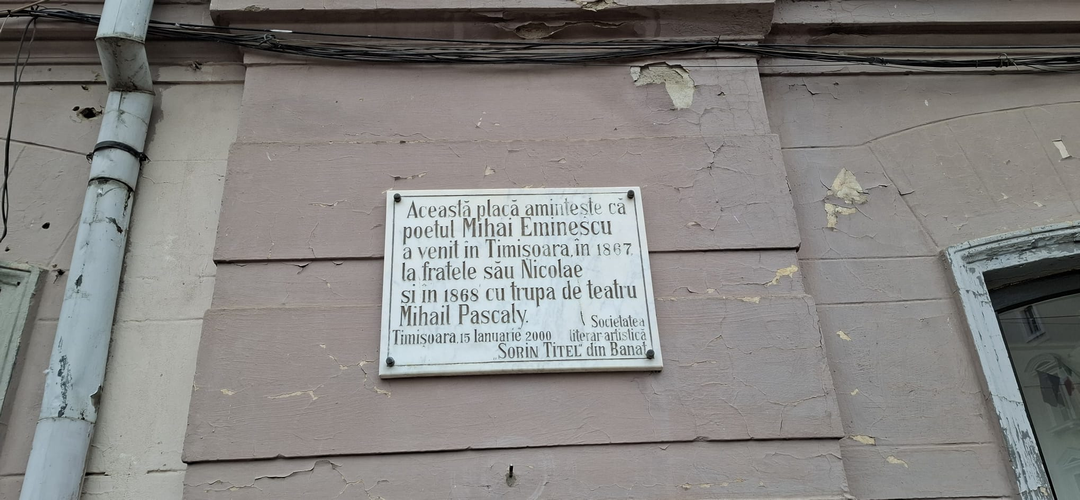 Această placă amintește că
poetul Mihai Eminescu
a venit în Timișoara, în 1867,
la fratele său Nicolae
și în 1868 cu trupa de teatru
Mihail Pascaly.
Societatea
Timișoara, 15 Ianuarie 2000 literar artistică
„SORIN TITEL” din Banat